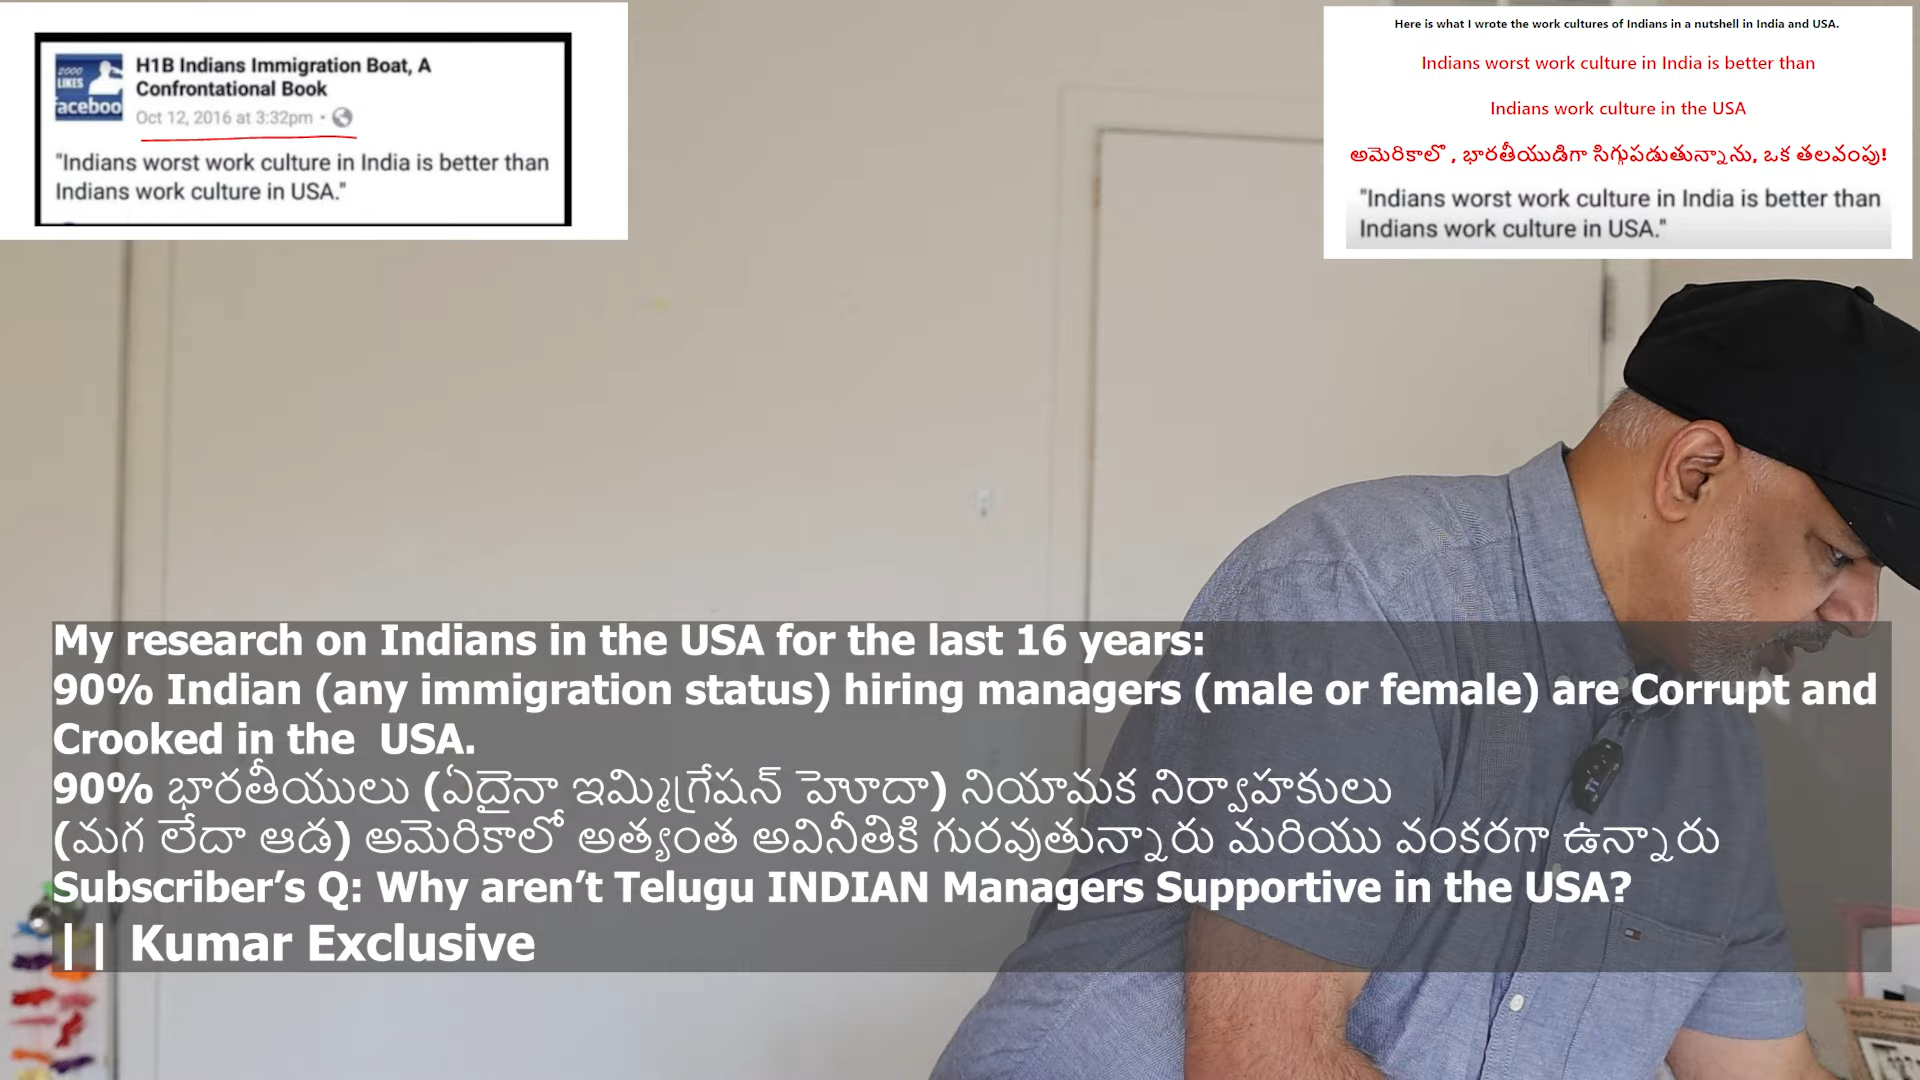 2000
LIKES
faceboo
H1B Indians Immigration Boat, A
Confrontational Book
Oct 12, 2016 at 3:32pm ·
"Indians worst work culture in India is better than
Indians work culture in USA."
Here is what I wrote the work cultures of Indians in a nutshell in India and USA.
Indians worst work culture in India is better than
Indians work culture in the USA
అమెరికాలో , భారతీయుడిగా సిగ్గుపడుతున్నాను, ఒక తలవంపు!
"Indians worst work culture in India is better than
Indians work culture in USA."
My research on Indians in the USA for the last 16 years:
90% Indian (any immigration status) hiring managers (male or female) are Corrupt and
Crooked in the  USA.
90% భారతీయులు (ఏదైనా ఇమ్మిగ్రేషన్ హెూదా) నియామక నిర్వాహకులు
(మగ లేదా ఆడ) అమెరికాలో అత్యంత అవినీతికి గురవుతున్నారు మరియు వంకరగా ఉన్నారు
Subscriber’s Q: Why aren’t Telugu INDIAN Managers Supportive in the USA?
|| Kumar Exclusive